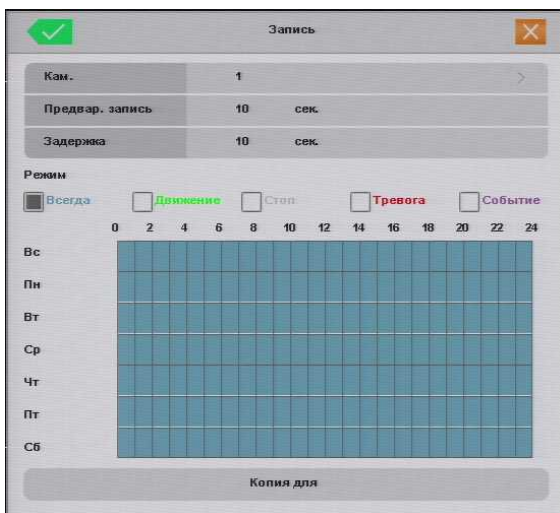 Запись
Кам. 1
Предвар. запись 10 сек.
Задержка 10 сек.
Режим
Всегда Движение Стоп Тревога Событие
0 2 4 6 8 10 12 14 16 18 20 22 24
Вс
Пн
Вт
Ср
Чт
Пт
Сб
Копия для